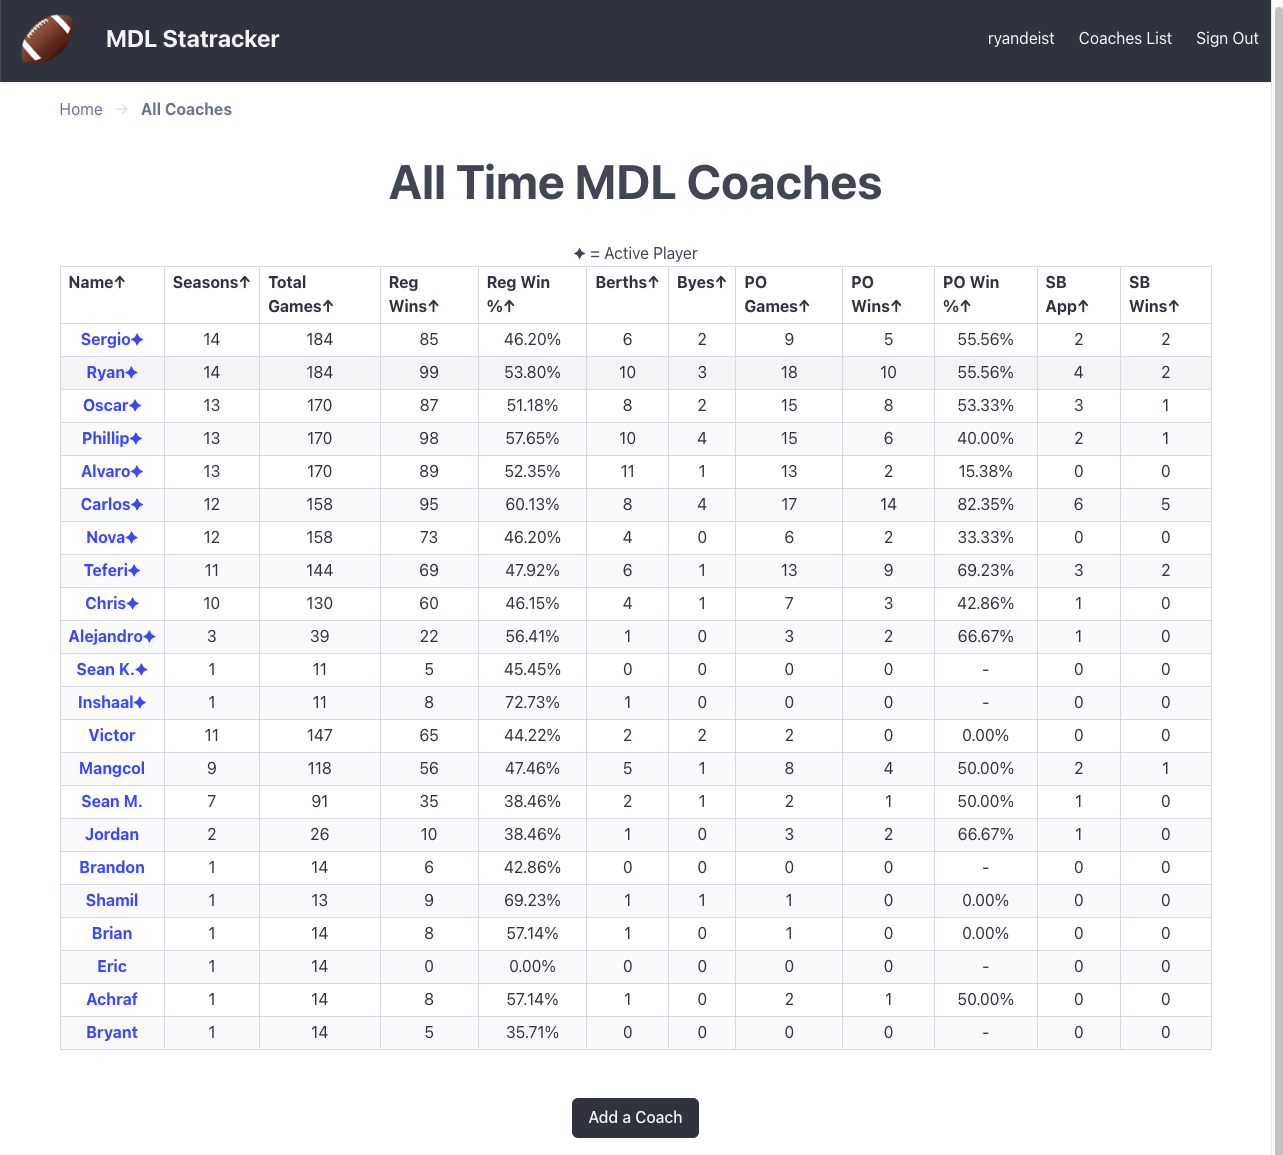 MDL Statracker
ryandeist Coaches List Sign Out
Home → All Coaches
All Time MDL Coaches
✦ = Active Player
Name↑ Seasons↑ Total Games↑ Reg Wins↑ Reg Win %↑ Berths↑ Byes↑ PO Games↑ PO Wins↑ PO Win %↑ SB App↑ SB Wins↑
Sergio✦ 14 184 85 46.20% 6 2 9 5 55.56% 2 2
Ryan✦ 14 184 99 53.80% 10 3 18 10 55.56% 4 2
Oscar✦ 13 170 87 51.18% 8 2 15 8 53.33% 3 1
Phillip✦ 13 170 98 57.65% 10 4 15 6 40.00% 2 1
Alvaro✦ 13 170 89 52.35% 11 1 13 2 15.38% 0 0
Carlos✦ 12 158 95 60.13% 8 4 17 14 82.35% 6 5
Nova✦ 12 158 73 46.20% 4 0 6 2 33.33% 0 0
Teferi✦ 11 144 69 47.92% 6 1 13 9 69.23% 3 2
Chris✦ 10 130 60 46.15% 4 1 7 3 42.86% 1 0
Alejandro✦ 3 39 22 56.41% 1 0 3 2 66.67% 1 0
Sean K.✦ 1 11 5 45.45% 0 0 0 0 - 0 0
Inshaal✦ 1 11 8 72.73% 1 0 0 0 - 0 0
Victor 11 147 65 44.22% 2 2 2 0 0.00% 0 0
Mangcol 9 118 56 47.46% 5 1 8 4 50.00% 2 1
Sean M. 7 91 35 38.46% 2 1 2 1 50.00% 1 0
Jordan 2 26 10 38.46% 1 0 3 2 66.67% 1 0
Brandon 1 14 6 42.86% 0 0 0 0 - 0 0
Shamil 1 13 9 69.23% 1 1 1 0 0.00% 0 0
Brian 1 14 8 57.14% 1 0 1 0 0.00% 0 0
Eric 1 14 0 0.00% 0 0 0 0 - 0 0
Achraf 1 14 8 57.14% 1 0 2 1 50.00% 0 0
Bryant 1 14 5 35.71% 0 0 0 0 - 0 0
Add a Coach